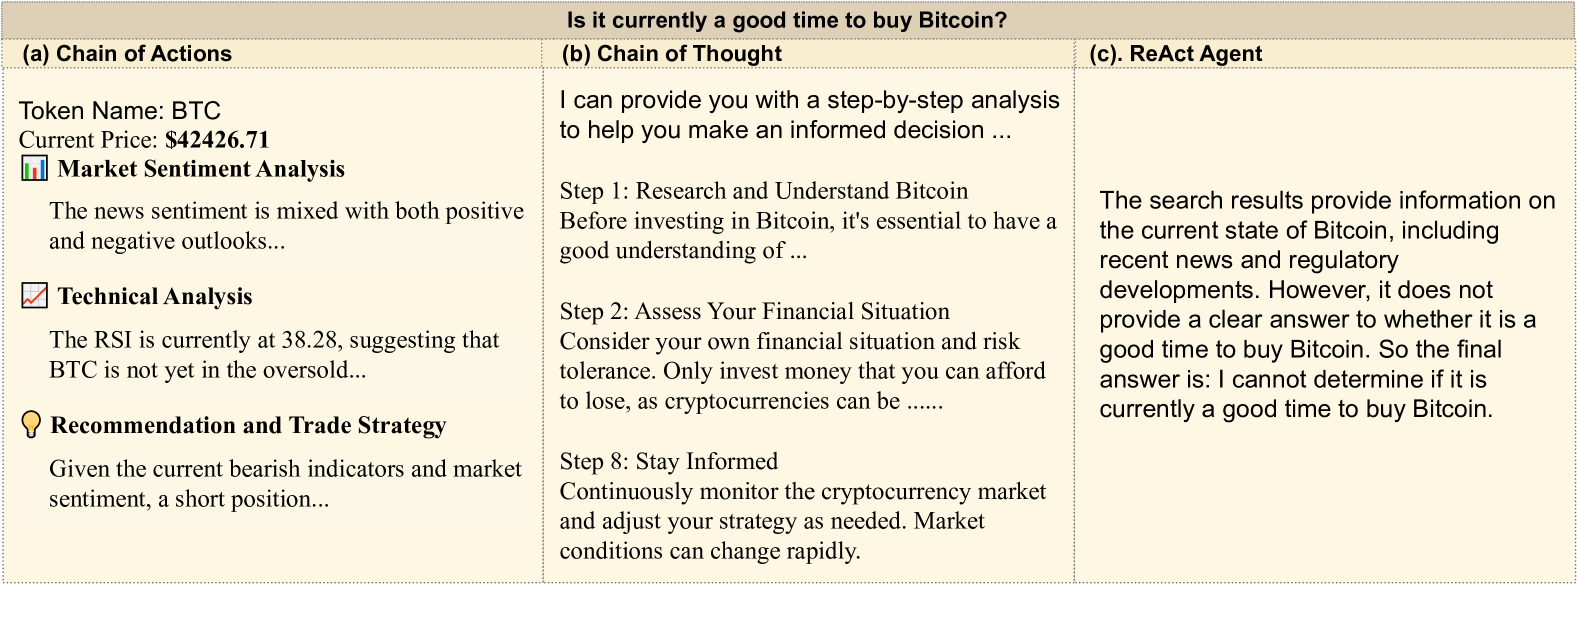 Is it currently a good time to buy Bitcoin?
(a) Chain of Actions
Token Name: BTC
Current Price: $42426.71
Market Sentiment Analysis
The news sentiment is mixed with both positive
and negative outlooks...
Technical Analysis
The RSI is currently at 38.28, suggesting that
BTC is not yet in the oversold...
Recommendation and Trade Strategy
Given the current bearish indicators and market
sentiment, a short position...
(b) Chain of Thought
I can provide you with a step-by-step analysis
to help you make an informed decision ...
Step 1: Research and Understand Bitcoin
Before investing in Bitcoin, it's essential to have a
good understanding of ...
Step 2: Assess Your Financial Situation
Consider your own financial situation and risk
tolerance. Only invest money that you can afford
to lose, as cryptocurrencies can be ......
Step 8: Stay Informed
Continuously monitor the cryptocurrency market
and adjust your strategy as needed. Market
conditions can change rapidly.
(c). ReAct Agent
The search results provide information on
the current state of Bitcoin, including
recent news and regulatory
developments. However, it does not
provide a clear answer to whether it is a
good time to buy Bitcoin. So the final
answer is: I cannot determine if it is
currently a good time to buy Bitcoin.